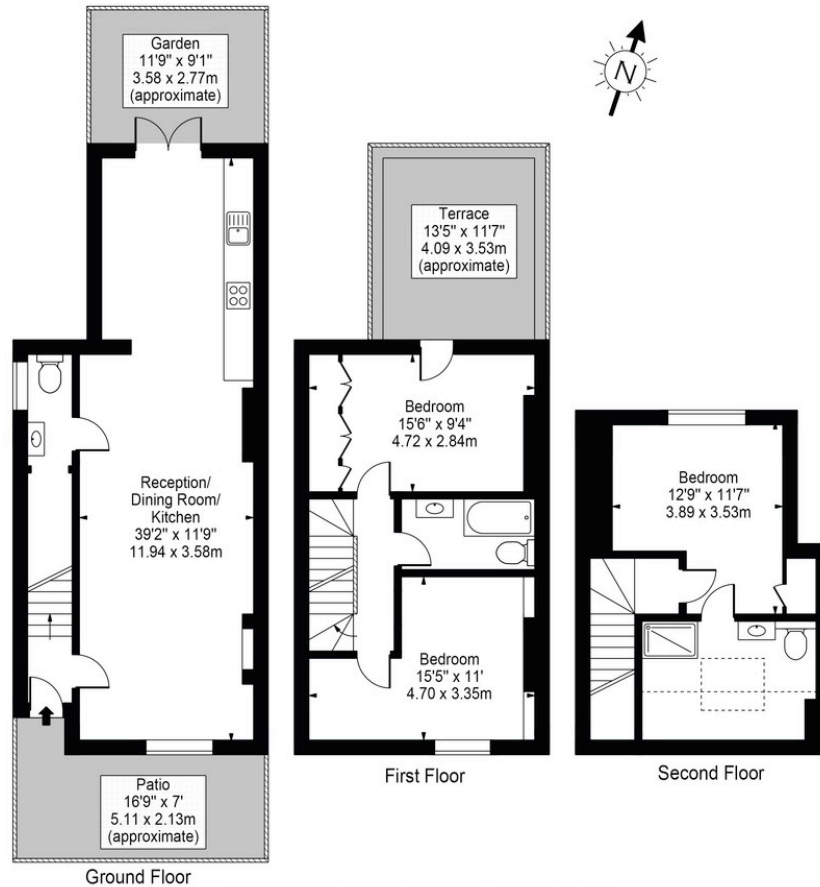 Garden
11'9" x 9'1"
3.58 x 2.77m
(approximate)
N
Terrace
13'5" x 11'7"
4.09 x 3.53m
(approximate)
Bedroom
15'6" x 9'4"
4.72 x 2.84m
Reception/
Dining Room/
Kitchen
39'2" x 11'9"
11.94 x 3.58m
Bedroom
12'9" x 11'7"
3.89 x 3.53m
Bedroom
15'5" x 11'
4.70 x 3.35m
Patio
16'9" x 7'
5.11 x 2.13m
(approximate)
Ground Floor
First Floor
Second Floor